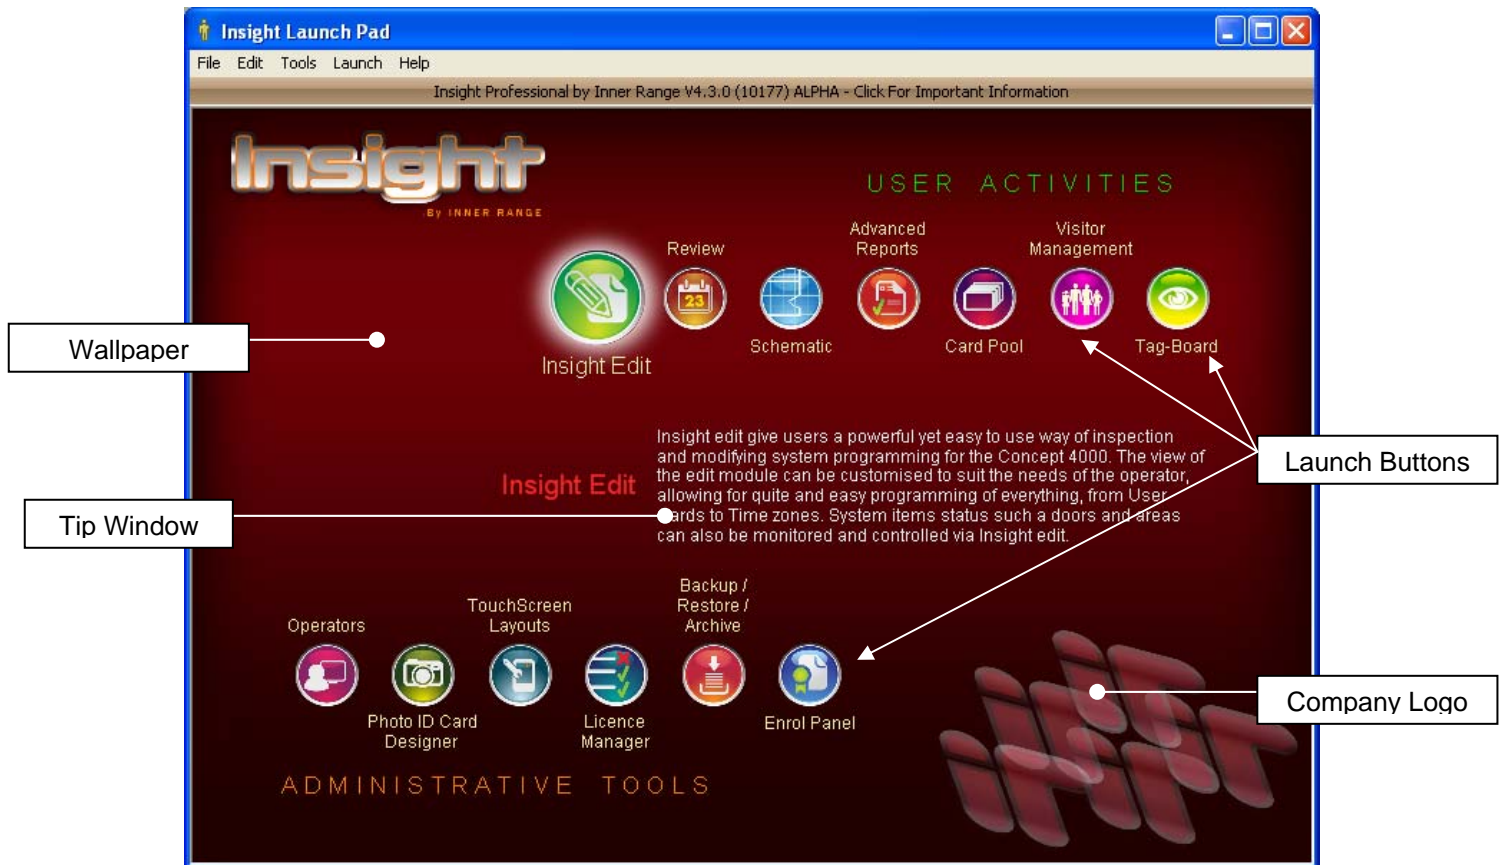 Insight Launch Pad
File Edit Tools Launch Help
Insight Professional by Inner Range V4.3.0 (10177) ALPHA - Click For Important Information
Insight
By INNER RANGE
USER ACTIVITIES
Review
Advanced
Reports
Visitor
Management
23
Insight Edit
Schematic
Card Pool
Tag-Board
Wallpaper
Insight Edit
Insight edit give users a powerful yet easy to use way of inspection
and modifying system programming for the Concept 4000. The view of
the edit module can be customised to suit the needs of the operator,
allowing for quite and easy programming of everything, from User
to Time zones. System items status such a doors and areas
can also be monitored and controlled via Insight edit.
Launch Buttons
Tip Window
Operators
TouchScreen
Layouts
Backup /
Restore /
Archive
Photo ID Card
Designer
Licence
Manager
Enrol Panel
Company Logo
ADMINISTRATIVE TOOLS